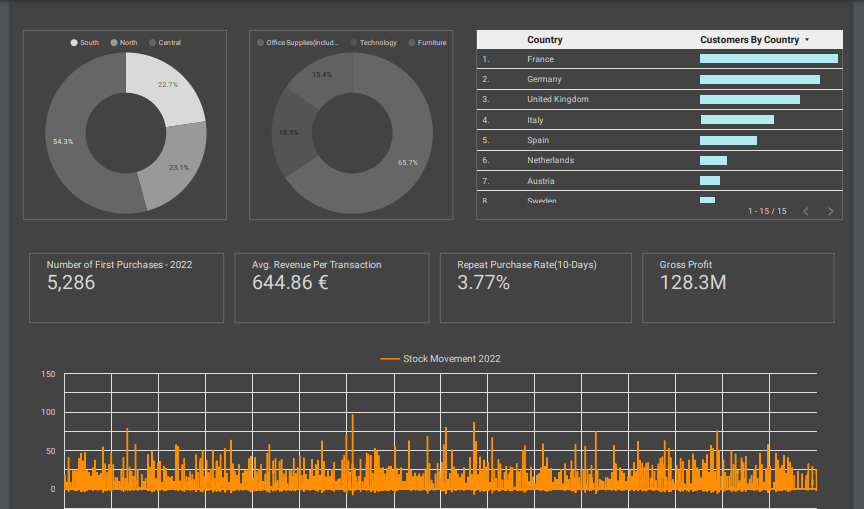 South North Central
22.7%
54.3%
23.1%
Office Supplies(includ... Technology Furniture
15.4%
18.9%
65.7%
Country Customers By Country
1. France
2. Germany
3. United Kingdom
4. Italy
5. Spain
6. Netherlands
7. Austria
8. Sweden
1 - 15 / 15
Number of First Purchases - 2022
5,286
Avg. Revenue Per Transaction
644.86 €
Repeat Purchase Rate(10-Days)
3.77%
Gross Profit
128.3M
Stock Movement 2022
150
100
50
0